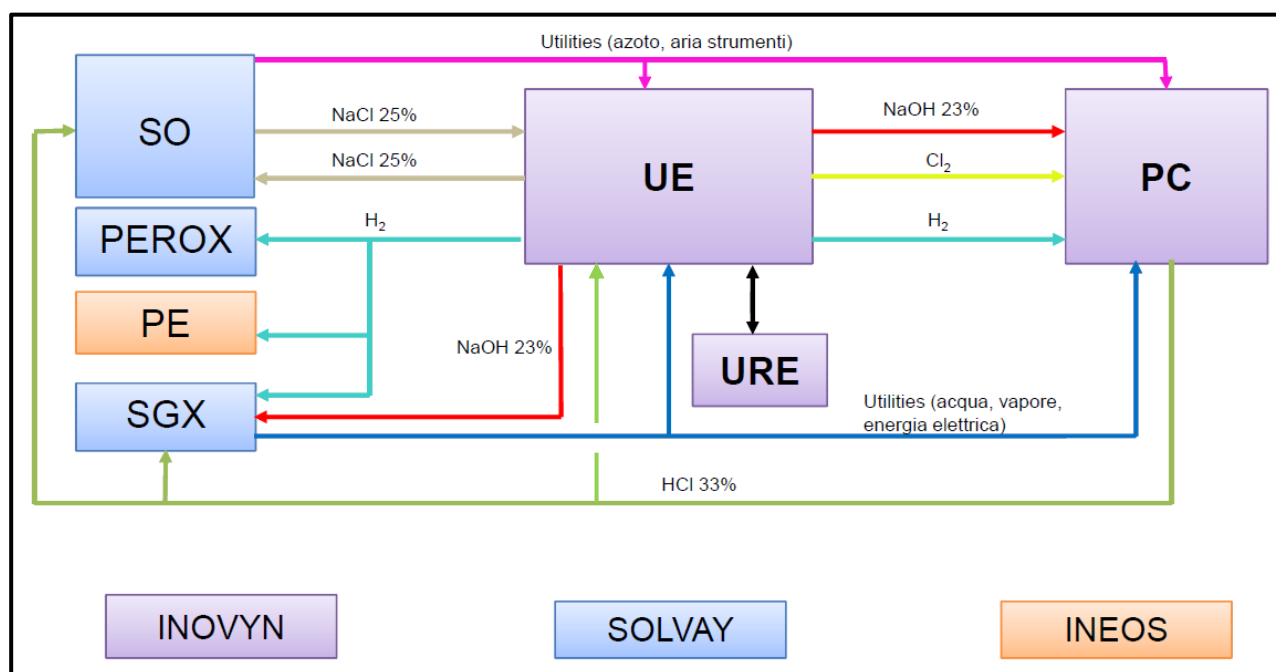 Utilities (azoto, aria strumenti)
SO
NaCl 25%
NaCl 25%
UE
NaOH 23%
Cl₂
H₂
PC
PEROX
H₂
PE
NaOH 23%
URE
SGX
Utilities (acqua, vapore,
energia elettrica)
HCl 33%
INOVYN
SOLVAY
INEOS